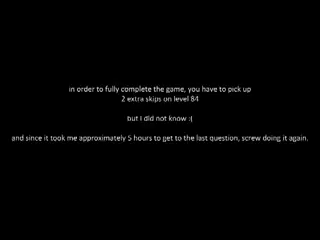 in order to fully complete the game, you have to pick up
2 extra skips on level 84
but I did not know :(
and since it took me approximately 5 hours to get to the last question, screw doing it again.